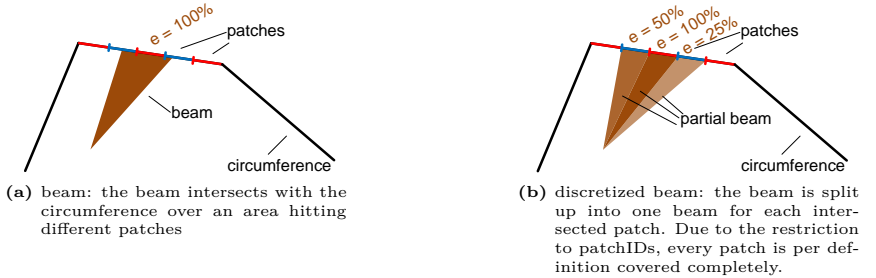 e = 100%
patches
beam
circumference
(a) beam: the beam intersects with the
circumference over an area hitting
different patches
e = 50%
e = 100%
e = 25%
patches
partial beam
circumference
(b) discretized beam: the beam is split
up into one beam for each inter-
sected patch. Due to the restriction
to patchIDs, every patch is per def-
inition covered completely.